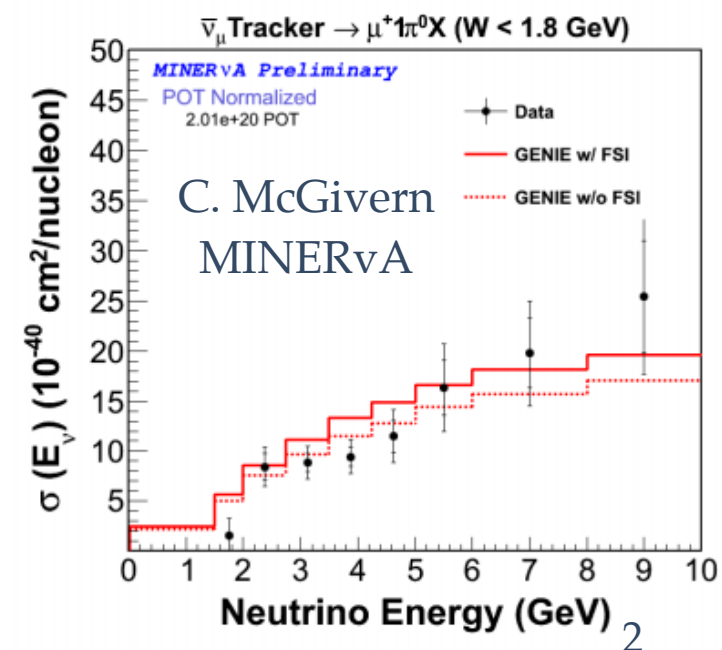 ν̅μ Tracker → μ⁺1π⁰X (W < 1.8 GeV)
MINERνA Preliminary
POT Normalized
2.01e+20 POT
C. McGivern
MINERvA
Data
GENIE w/ FSI
GENIE w/o FSI
σ (Eν) (10⁻⁴⁰ cm²/nucleon)
50
45
40
35
30
25
20
15
10
5
0 1 2 3 4 5 6 7 8 9 10
Neutrino Energy (GeV)
2